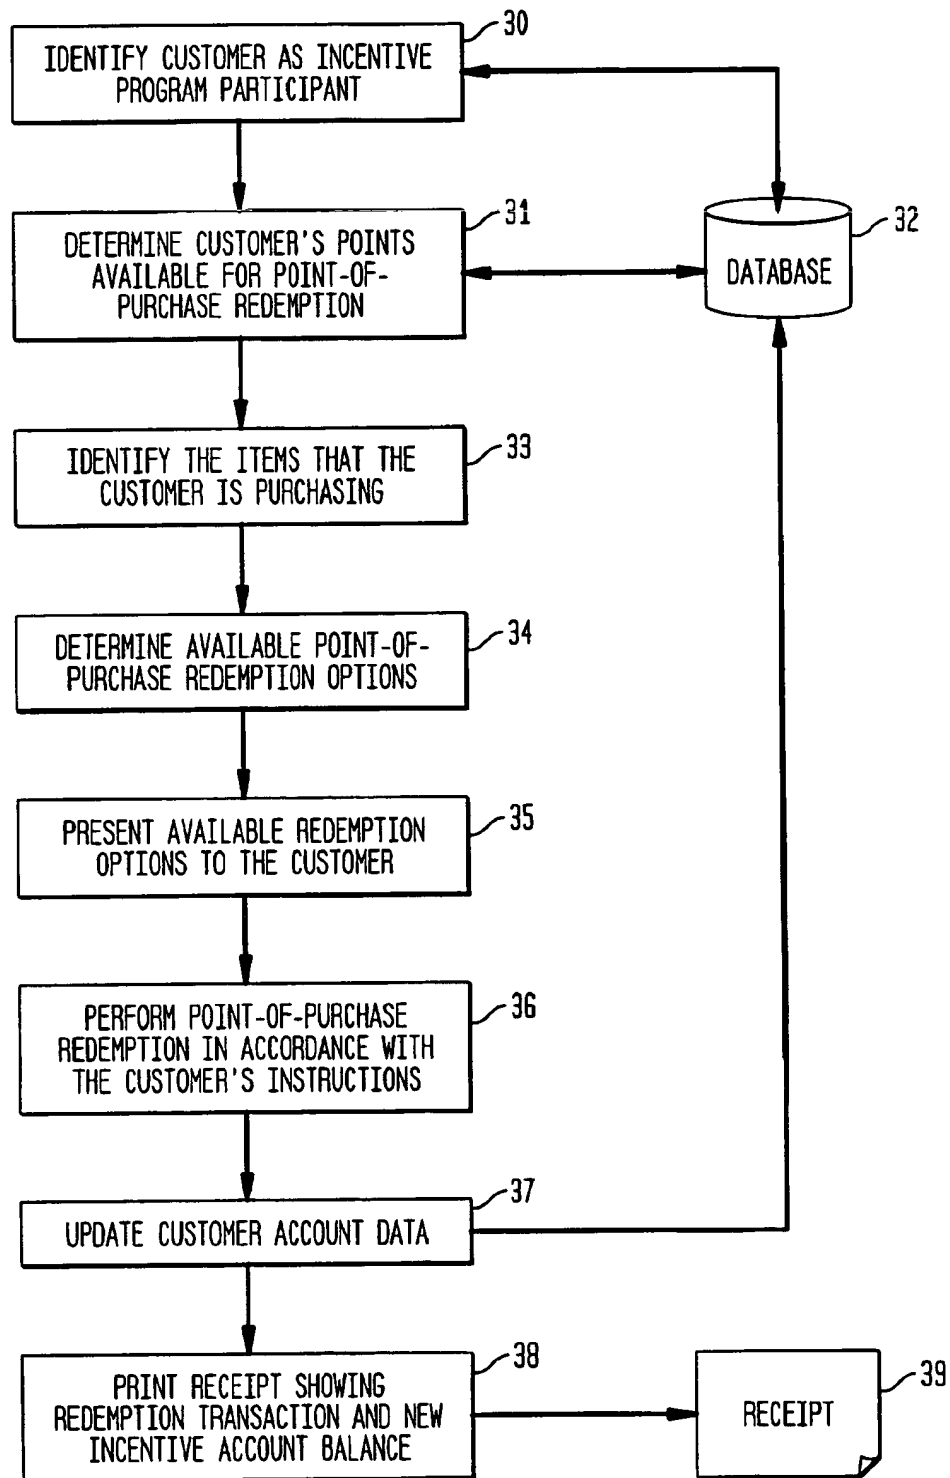 30
IDENTIFY CUSTOMER AS INCENTIVE
PROGRAM PARTICIPANT
31
DETERMINE CUSTOMER'S POINTS
AVAILABLE FOR POINT-OF-
PURCHASE REDEMPTION
32
DATABASE
33
IDENTIFY THE ITEMS THAT THE
CUSTOMER IS PURCHASING
34
DETERMINE AVAILABLE POINT-OF-
PURCHASE REDEMPTION OPTIONS
35
PRESENT AVAILABLE REDEMPTION
OPTIONS TO THE CUSTOMER
36
PERFORM POINT-OF-PURCHASE
REDEMPTION IN ACCORDANCE WITH
THE CUSTOMER'S INSTRUCTIONS
37
UPDATE CUSTOMER ACCOUNT DATA
38
PRINT RECEIPT SHOWING
REDEMPTION TRANSACTION AND NEW
INCENTIVE ACCOUNT BALANCE
39
RECEIPT